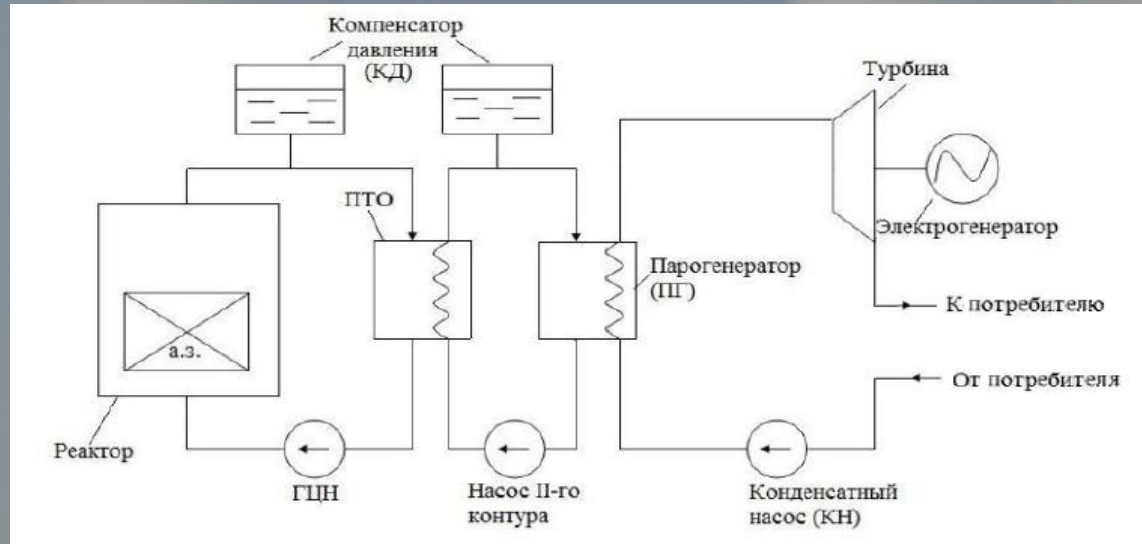 Компенсатор
давления
(КД)
Турбина
ПТО
Электрогенератор
Парогенератор
(ПГ)
К потребителю
а.з.
От потребителя
Реактор
ГЦН
Насос II-го
контура
Конденсатный
насос (КН)